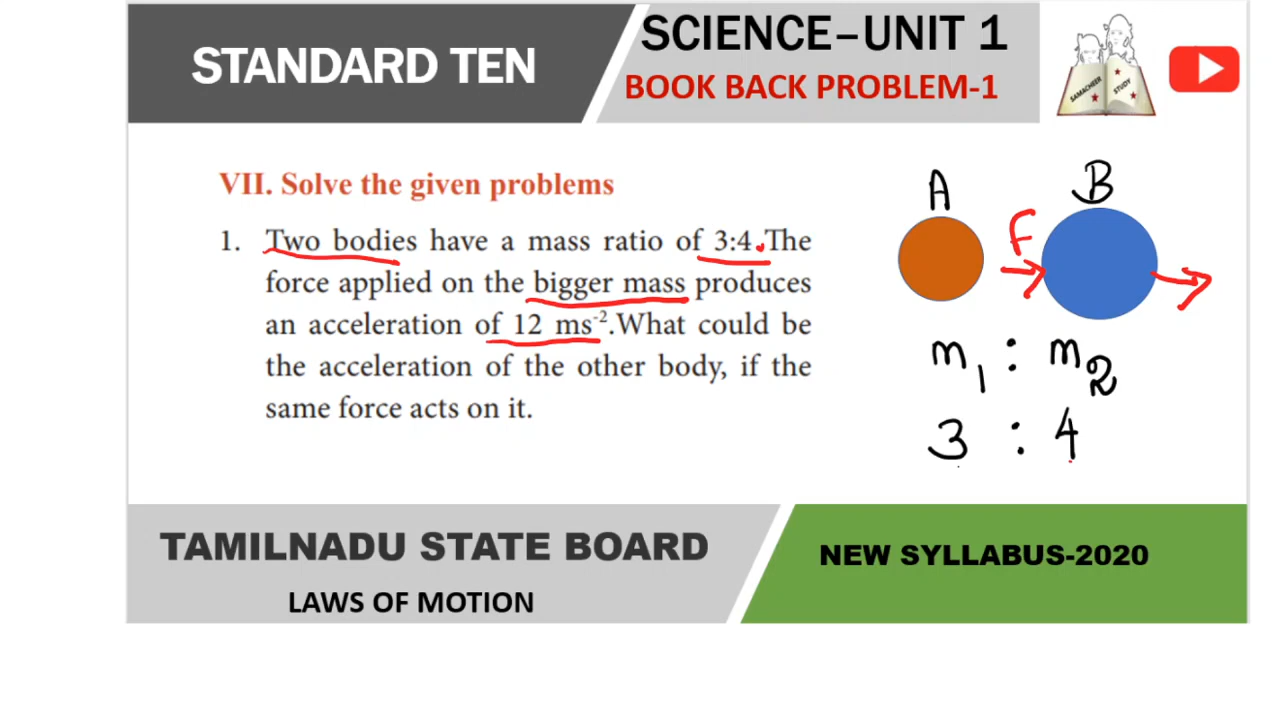 STANDARD TEN
SCIENCE–UNIT 1
BOOK BACK PROBLEM-1
SAMACHEER STUDY
VII. Solve the given problems
1. Two bodies have a mass ratio of 3:4.The
force applied on the bigger mass produces
an acceleration of 12 ms⁻².What could be
the acceleration of the other body, if the
same force acts on it.
A B
F
m₁ : m₂
3 : 4
TAMILNADU STATE BOARD
LAWS OF MOTION
NEW SYLLABUS-2020